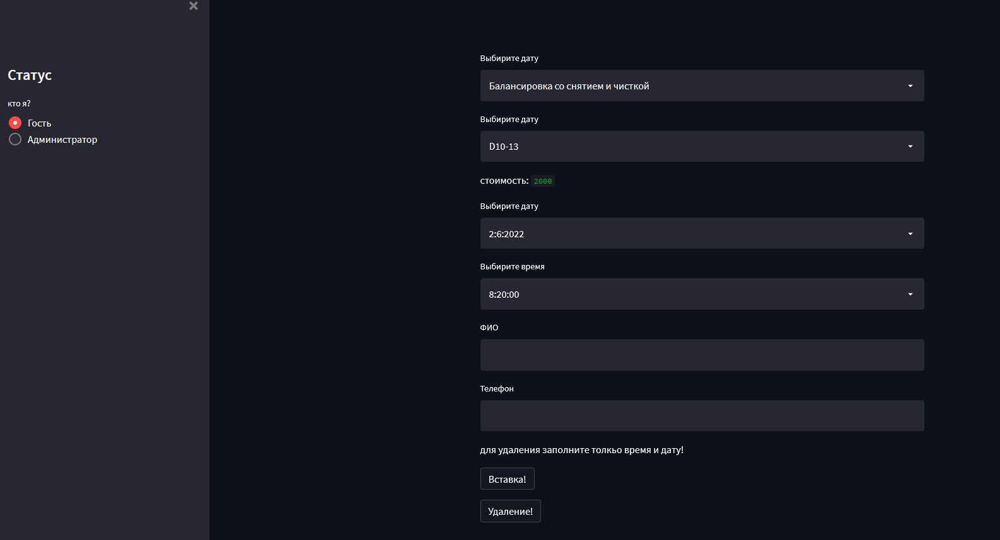 Статус
кто я?
Гость
Администратор
Выбирите дату
Балансировка со снятием и чисткой
Выбирите дату
D10-13
стоимость: 2000
Выбирите дату
2:6:2022
Выбирите время
8:20:00
ФИО
Телефон
для удаления заполните толкьо время и дату!
Вставка!
Удаление!